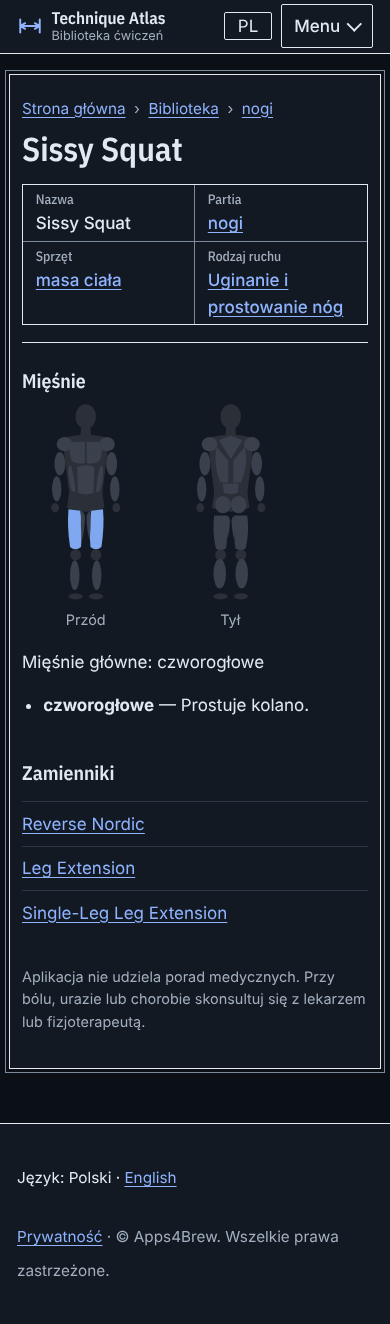 Technique Atlas
Biblioteka ćwiczeń
PL
Menu
Strona główna › Biblioteka › nogi
Sissy Squat
Nazwa
Sissy Squat
Partia
nogi
Sprzęt
masa ciała
Rodzaj ruchu
Uginanie i
prostowanie nóg
Mięśnie
Przód
Tył
Mięśnie główne: czworogłowe
• czworogłowe — Prostuje kolano.
Zamienniki
Reverse Nordic
Leg Extension
Single-Leg Leg Extension
Aplikacja nie udziela porad medycznych. Przy
bólu, urazie lub chorobie skonsultuj się z lekarzem
lub fizjoterapeutą.
Język: Polski · English
Prywatność · © Apps4Brew. Wszelkie prawa
zastrzeżone.